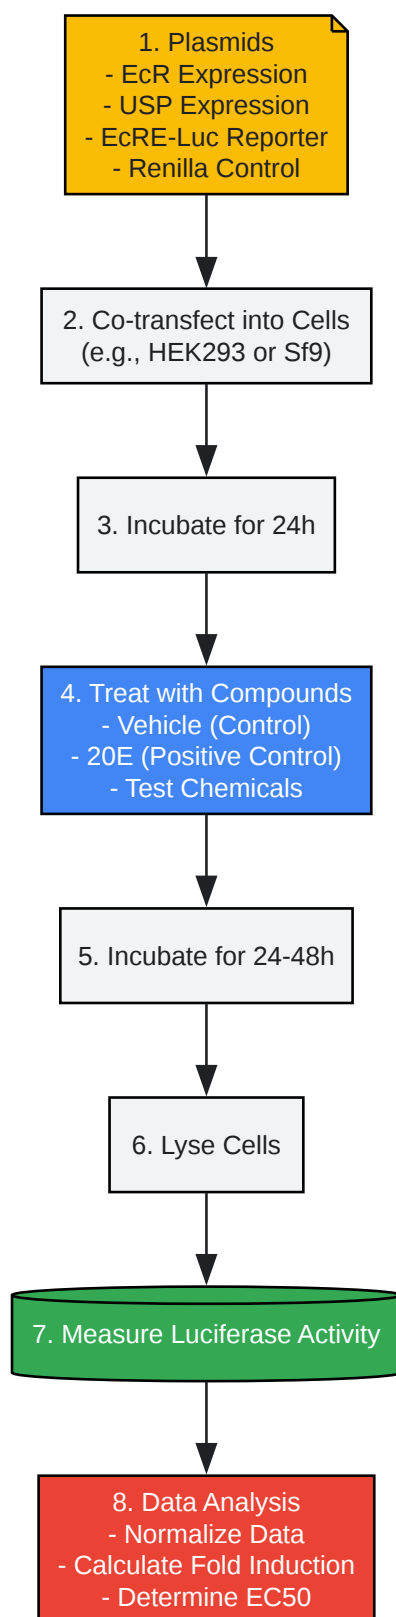 1. Plasmids
- EcR Expression
- USP Expression
- EcRE-Luc Reporter
- Renilla Control
2. Co-transfect into Cells
(e.g., HEK293 or Sf9)
3. Incubate for 24h
4. Treat with Compounds
- Vehicle (Control)
- 20E (Positive Control)
- Test Chemicals
5. Incubate for 24-48h
6. Lyse Cells
7. Measure Luciferase Activity
8. Data Analysis
- Normalize Data
- Calculate Fold Induction
- Determine EC50